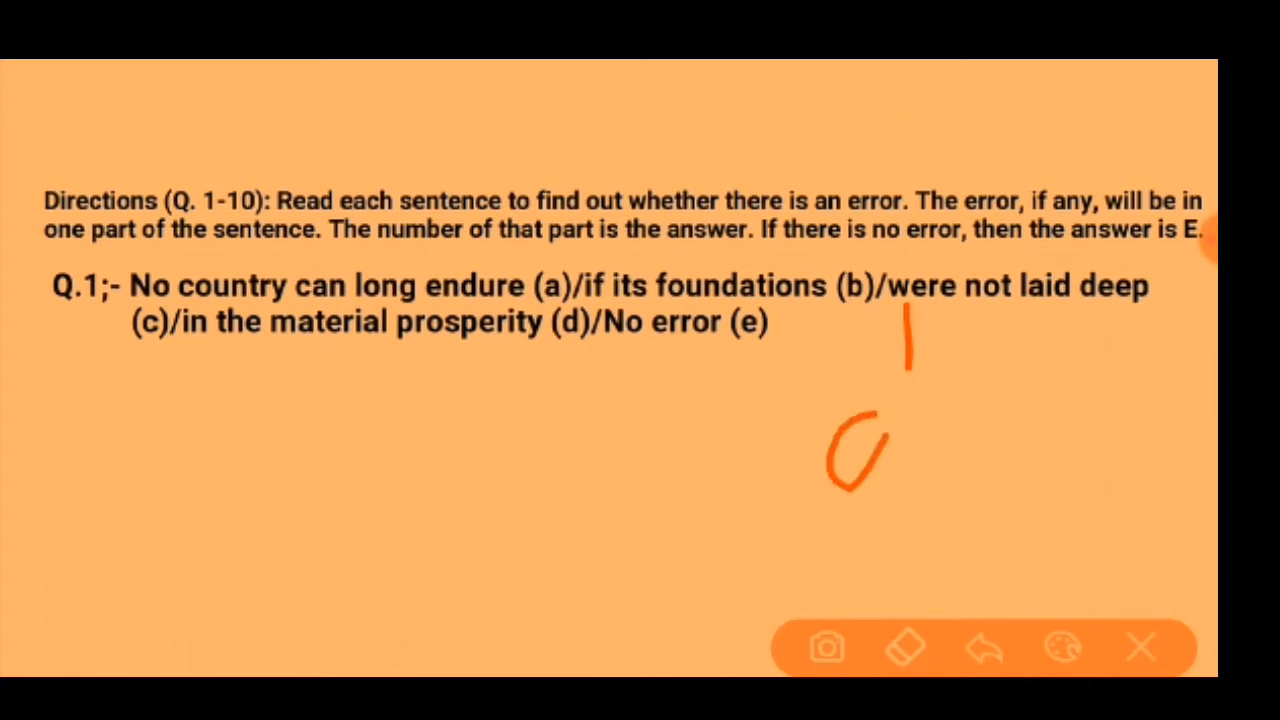 Directions (Q. 1-10): Read each sentence to find out whether there is an error. The error, if any, will be in
one part of the sentence. The number of that part is the answer. If there is no error, then the answer is E.
Q.1;- No country can long endure (a)/if its foundations (b)/were not laid deep
(c)/in the material prosperity (d)/No error (e)